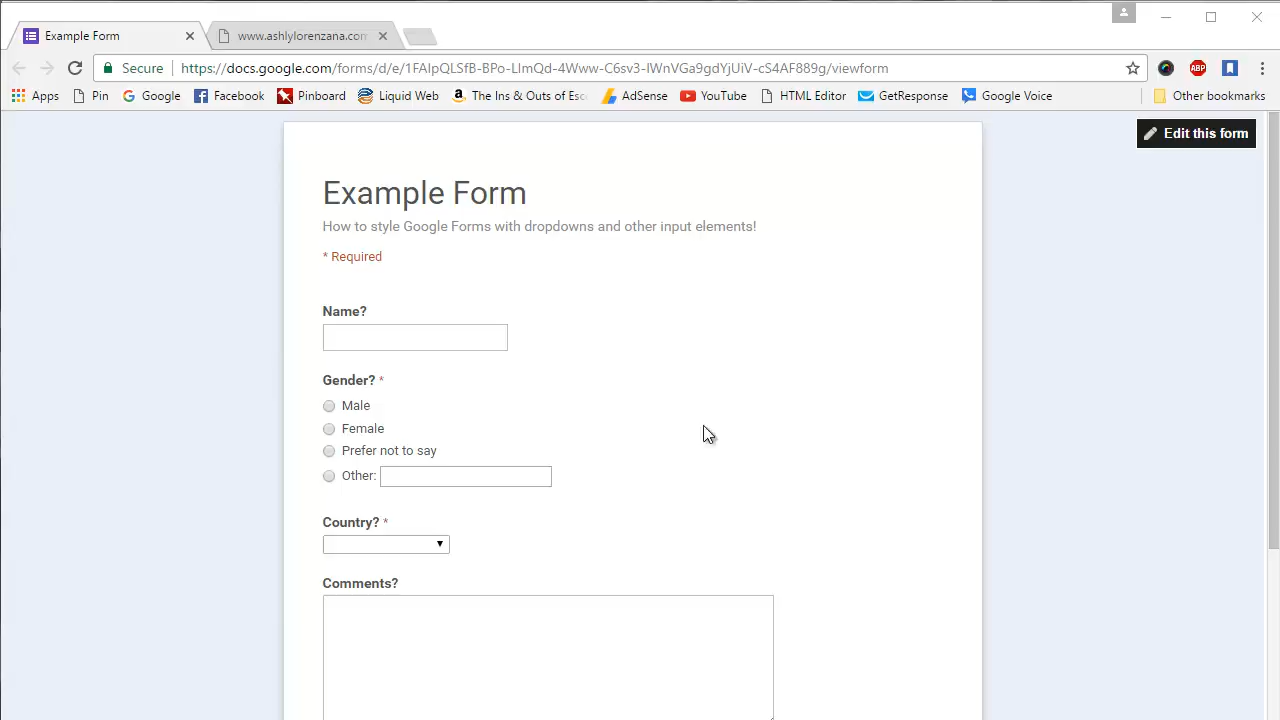 Example Form
www.ashlylorenzana.com
Secure https://docs.google.com/forms/d/e/1FAIpQLSfB-BPo-LImQd-4Www-C6sv3-IWnVGa9gdYjUiV-cS4AF889g/viewform
ABP
Apps Pin Google Facebook Pinboard Liquid Web The Ins & Outs of Esc AdSense YouTube HTML Editor GetResponse Google Voice Other bookmarks
Edit this form
Example Form
How to style Google Forms with dropdowns and other input elements!
* Required
Name?
Gender? *
Male
Female
Prefer not to say
Other:
Country? *
Comments?